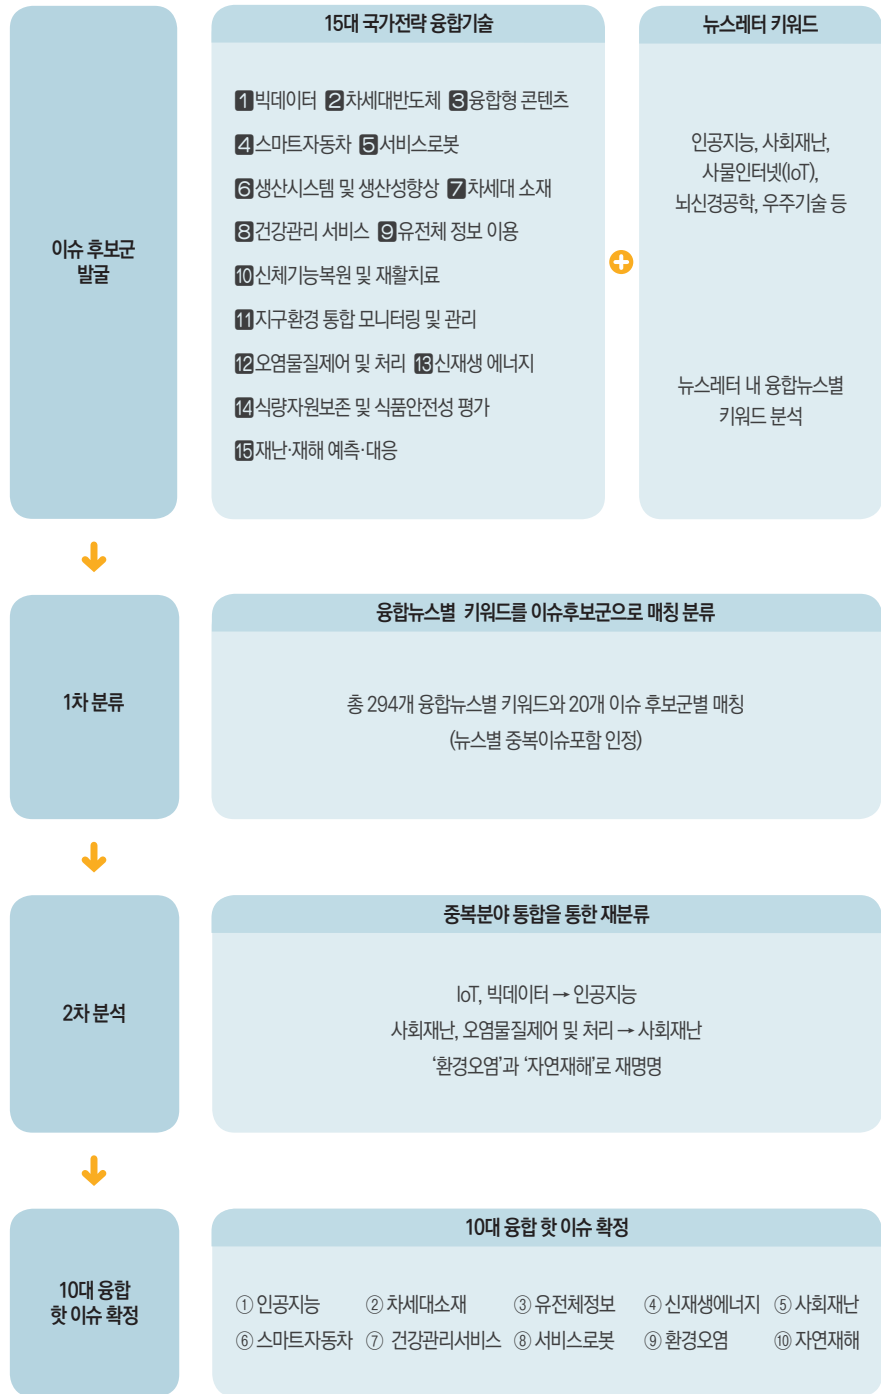 이슈 후보군
발굴
15대 국가전략 융합기술
1 빅데이터 2 차세대반도체 3 융합형 콘텐츠
4 스마트자동차 5 서비스로봇
6 생산시스템 및 생산성향상 7 차세대 소재
8 건강관리 서비스 9 유전체 정보 이용
10 신체기능복원 및 재활치료
11 지구환경 통합 모니터링 및 관리
12 오염물질제어 및 처리 13 신재생 에너지
14 식량자원보존 및 식품안전성 평가
15 재난·재해 예측·대응
뉴스레터 키워드
인공지능, 사회재난,
사물인터넷(IoT),
뇌신경공학, 우주기술 등
뉴스레터 내 융합뉴스별
키워드 분석
1차 분류
융합뉴스별 키워드를 이슈후보군으로 매칭 분류
총 294개 융합뉴스별 키워드와 20개 이슈 후보군별 매칭
(뉴스별 중복이슈포함 인정)
2차 분석
중복분야 통합을 통한 재분류
IoT, 빅데이터 → 인공지능
사회재난, 오염물질제어 및 처리 → 사회재난
‘환경오염’과 ‘자연재해’로 재명명
10대 융합
핫 이슈 확정
10대 융합 핫 이슈 확정
① 인공지능 ② 차세대소재 ③ 유전체정보 ④ 신재생에너지 ⑤ 사회재난
⑥ 스마트자동차 ⑦ 건강관리서비스 ⑧ 서비스로봇 ⑨ 환경오염 ⑩ 자연재해